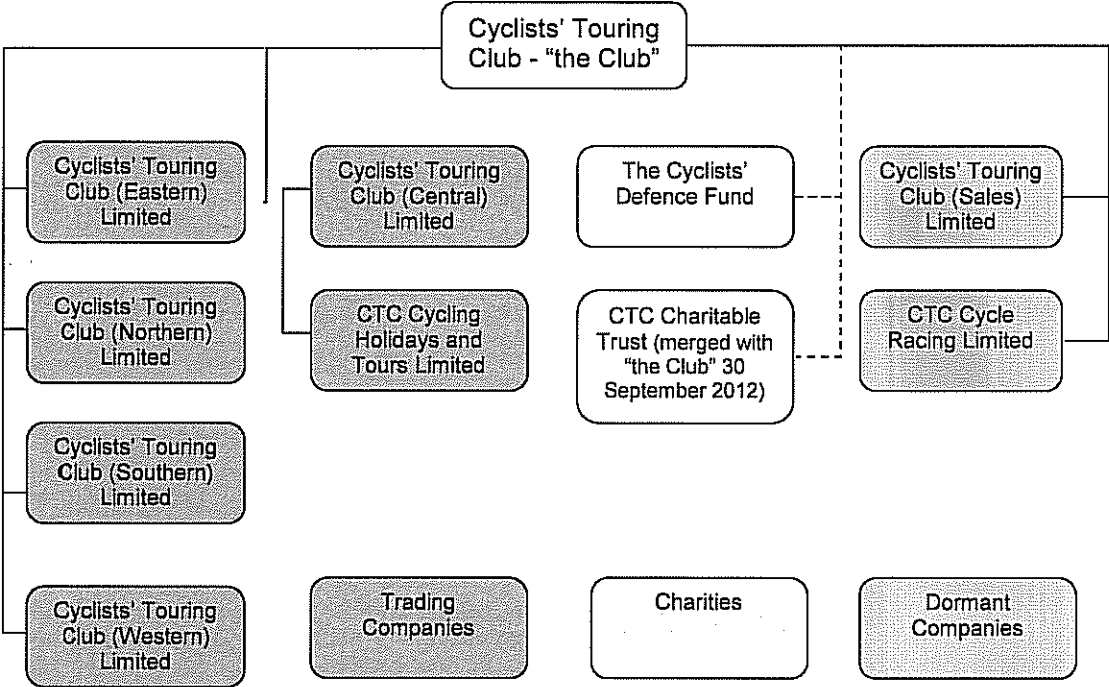 Cyclists' Touring
Club - "the Club"
Cyclists' Touring
Club (Eastern)
Limited
Cyclists' Touring
Club (Central)
Limited
The Cyclists'
Defence Fund
Cyclists' Touring
Club (Sales)
Limited
Cyclists' Touring
Club (Northern)
Limited
CTC Cycling
Holidays and
Tours Limited
CTC Charitable
Trust (merged with
"the Club" 30
September 2012)
CTC Cycle
Racing Limited
Cyclists' Touring
Club (Southern)
Limited
Cyclists' Touring
Club (Western)
Limited
Trading
Companies
Charities
Dormant
Companies